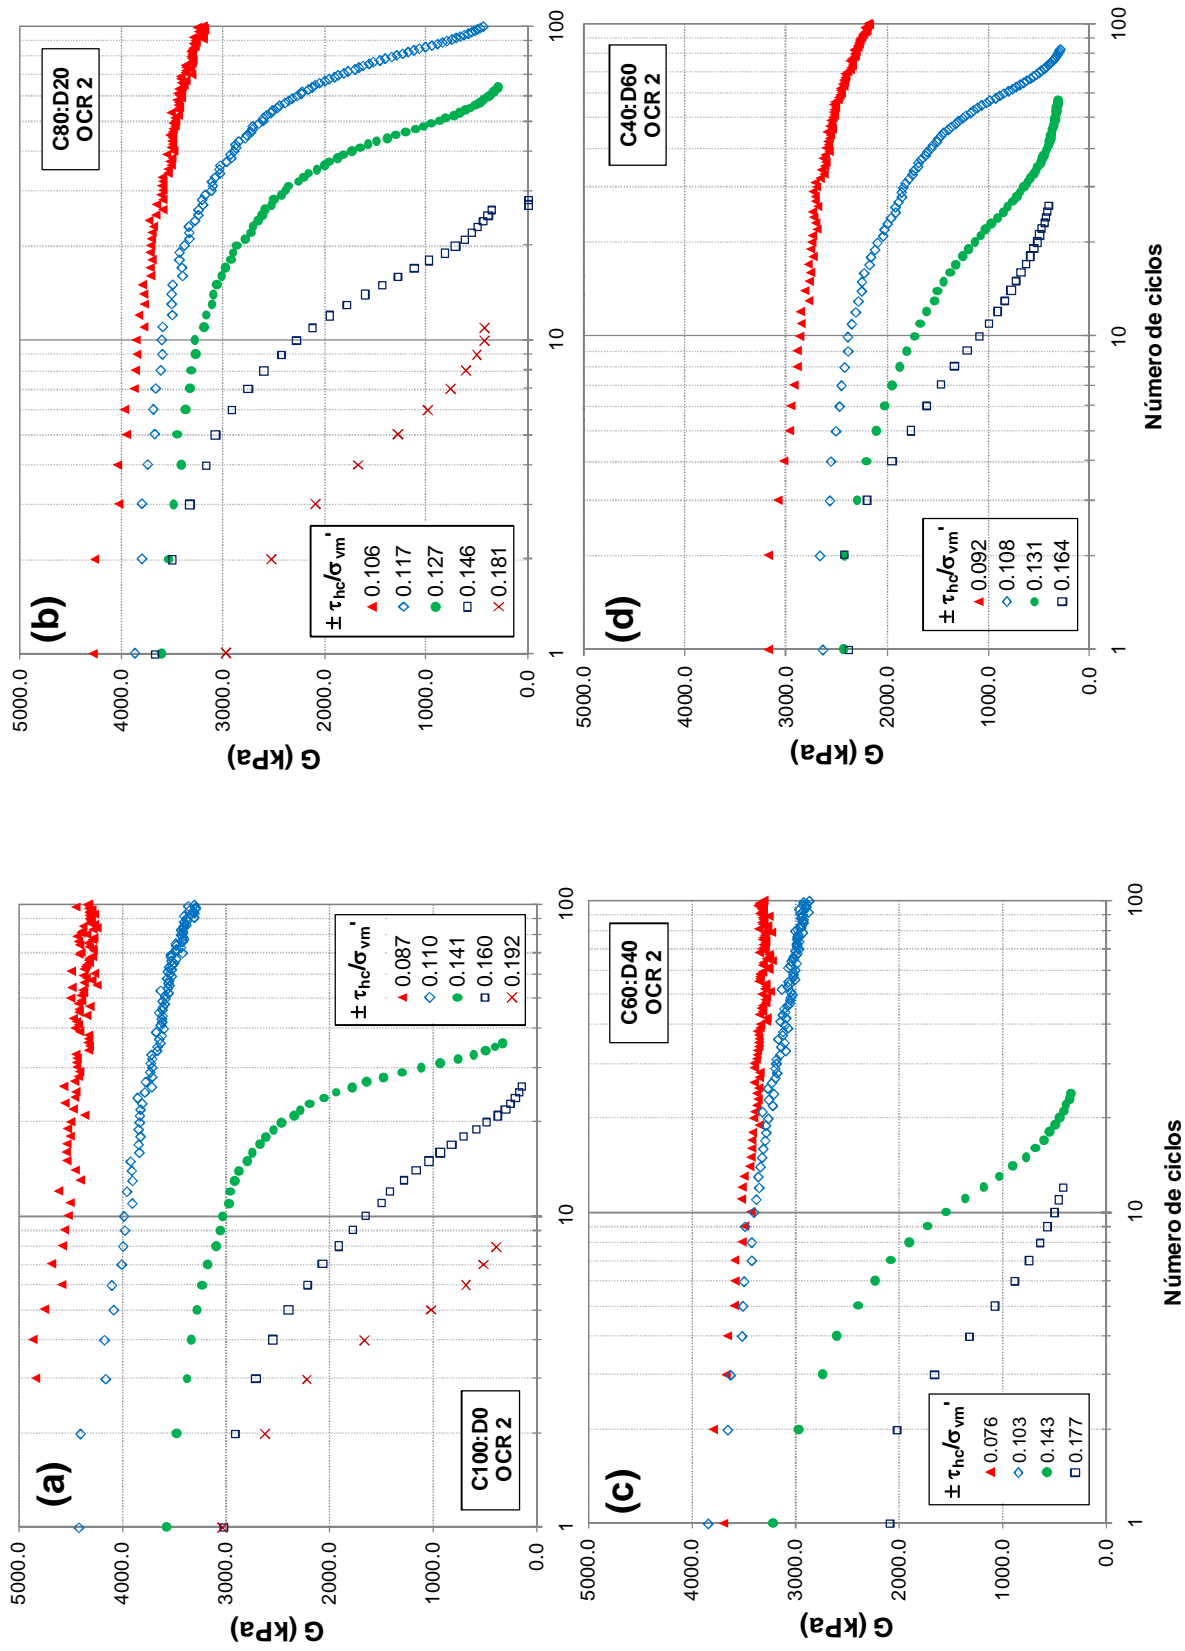 (a)
C100:D0
OCR 2
G (kPa)
5000.0
4000.0
3000.0
2000.0
1000.0
0.0
1
10
100
± τhc/σvm'
0.087
0.110
0.141
0.160
0.192
(b)
C80:D20
OCR 2
G (kPa)
5000.0
4000.0
3000.0
2000.0
1000.0
0.0
1
10
100
± τhc/σvm'
0.106
0.117
0.127
0.146
0.181
(c)
C60:D40
OCR 2
G (kPa)
5000.0
4000.0
3000.0
2000.0
1000.0
0.0
1
10
100
Número de ciclos
± τhc/σvm'
0.076
0.103
0.143
0.177
(d)
C40:D60
OCR 2
G (kPa)
5000.0
4000.0
3000.0
2000.0
1000.0
0.0
1
10
100
Número de ciclos
± τhc/σvm'
0.092
0.108
0.131
0.164